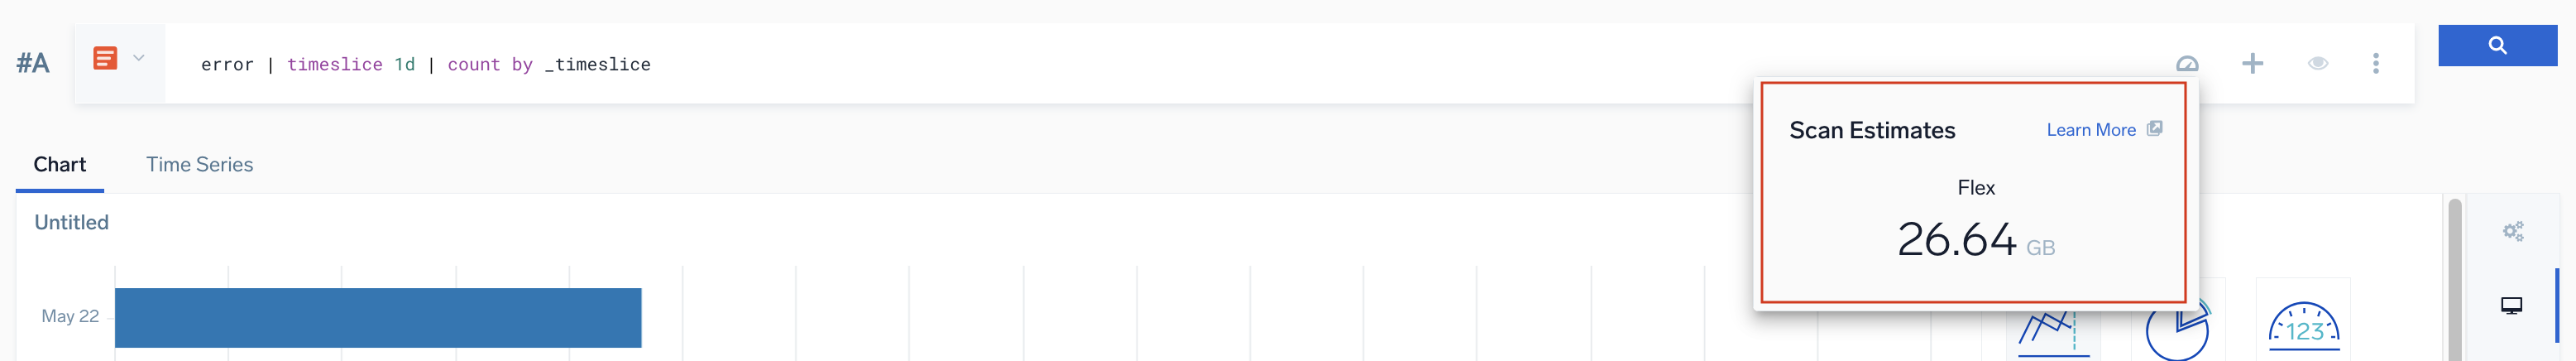 #A
error | timeslice 1d | count by _timeslice
Scan Estimates
Learn More
Flex
26.64 GB
Chart
Time Series
Untitled
May 22
123